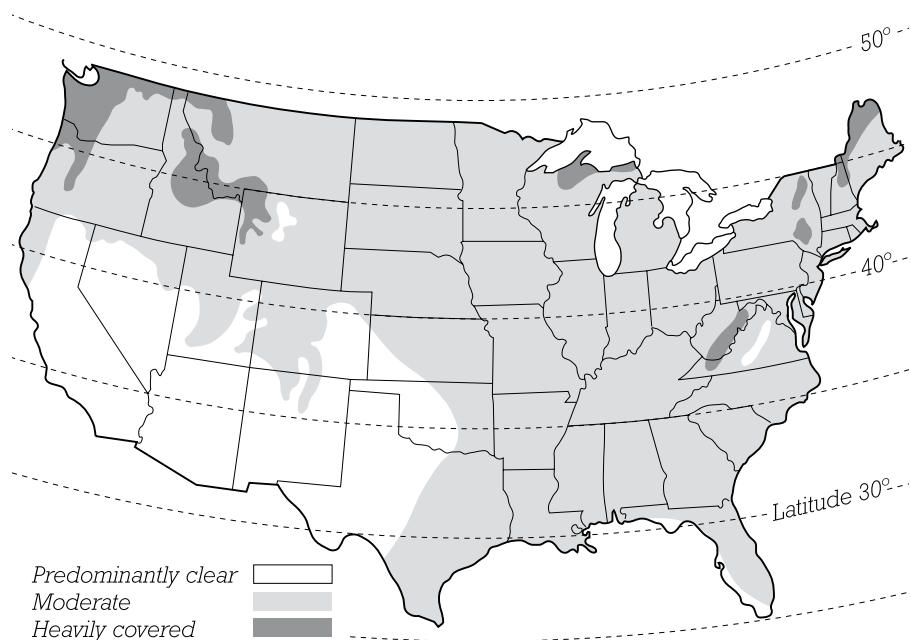 50°
40°
Latitude 30°
Predominantly clear
Moderate
Heavily covered